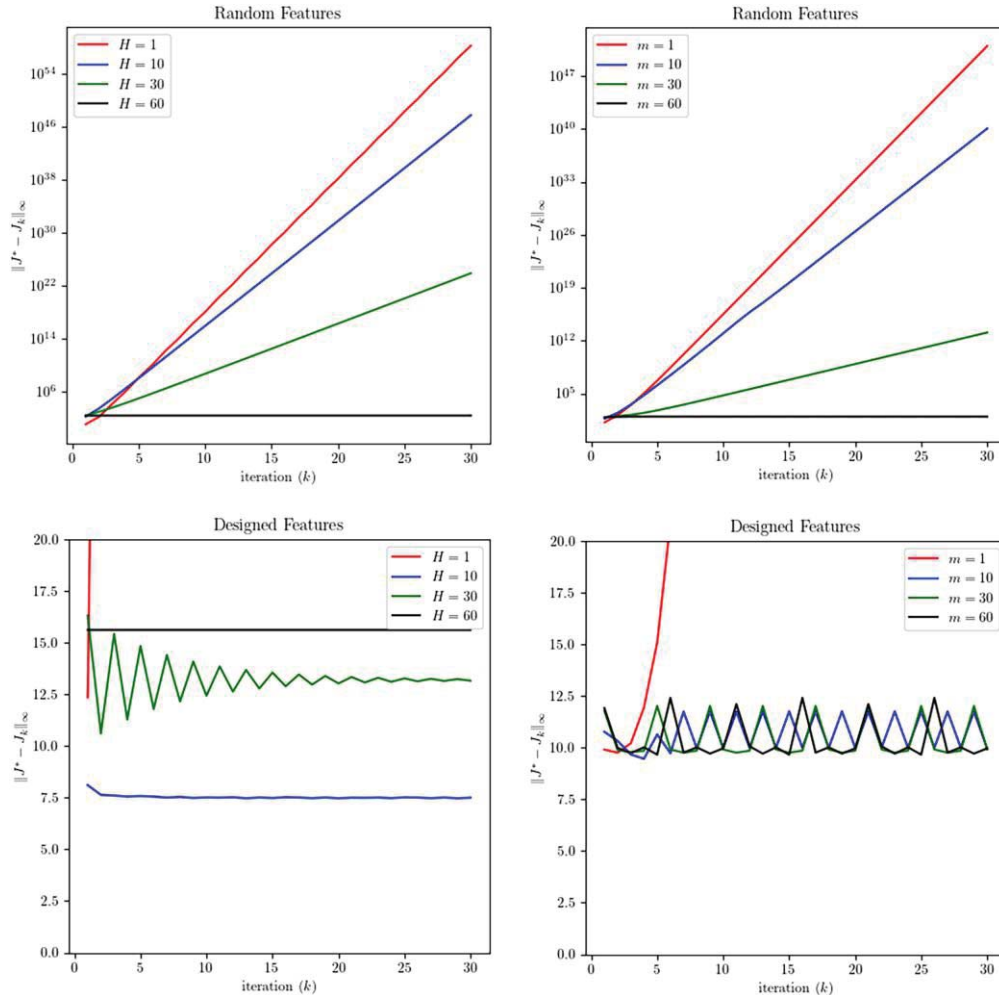 Random Features
H = 1
H = 10
H = 30
H = 60
10^54
10^46
10^38
10^30
10^22
10^14
10^6
‖J* − J_k‖_∞
0 5 10 15 20 25 30
iteration (k)
Random Features
m = 1
m = 10
m = 30
m = 60
10^47
10^40
10^33
10^26
10^19
10^12
10^5
‖J* − J_k‖_∞
0 5 10 15 20 25 30
iteration (k)
Designed Features
H = 1
H = 10
H = 30
H = 60
20.0
17.5
15.0
12.5
10.0
7.5
5.0
2.5
0.0
‖J* − J_k‖_∞
0 5 10 15 20 25 30
iteration (k)
Designed Features
m = 1
m = 10
m = 30
m = 60
20.0
17.5
15.0
12.5
10.0
7.5
5.0
2.5
0.0
‖J* − J_k‖_∞
0 5 10 15 20 25 30
iteration (k)